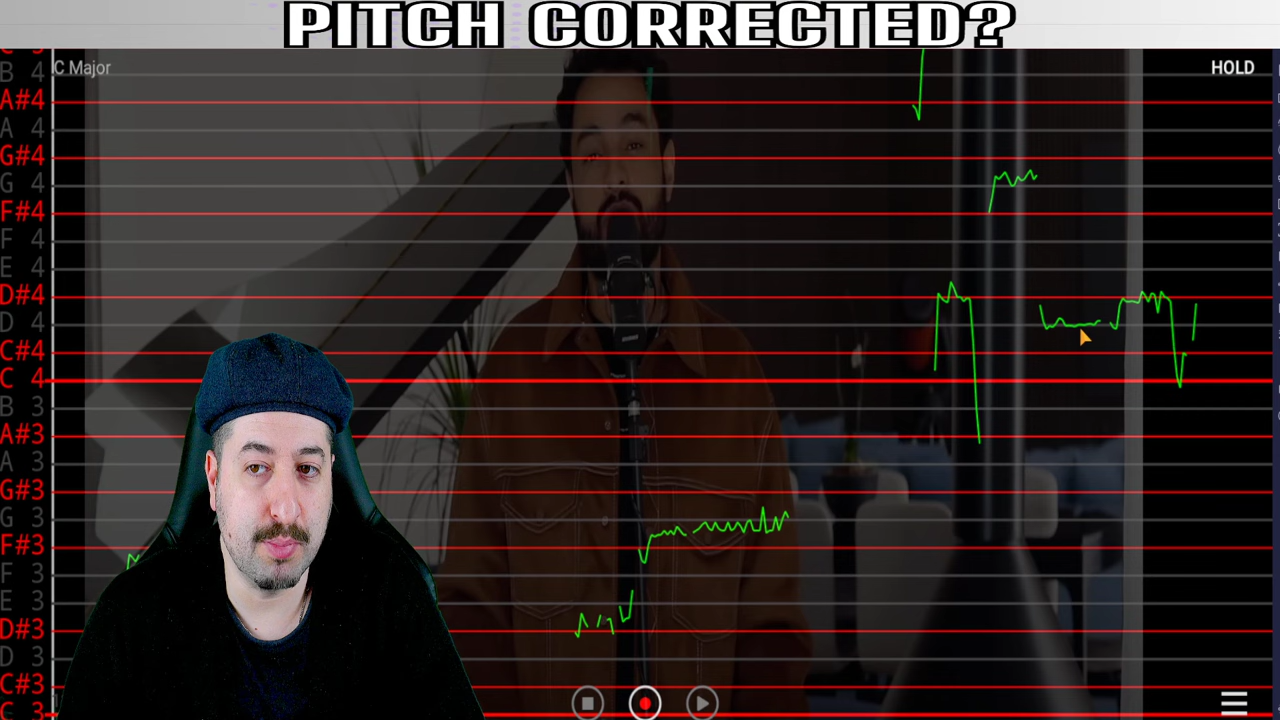 PITCH CORRECTED?
C Major
HOLD
B 4
A#4
A 4
G#4
G 4
F#4
F 4
E 4
D#4
D 4
C#4
C 4
B 3
A#3
A 3
G#3
G 3
F#3
F 3
E 3
D#3
D 3
C#3
C 3